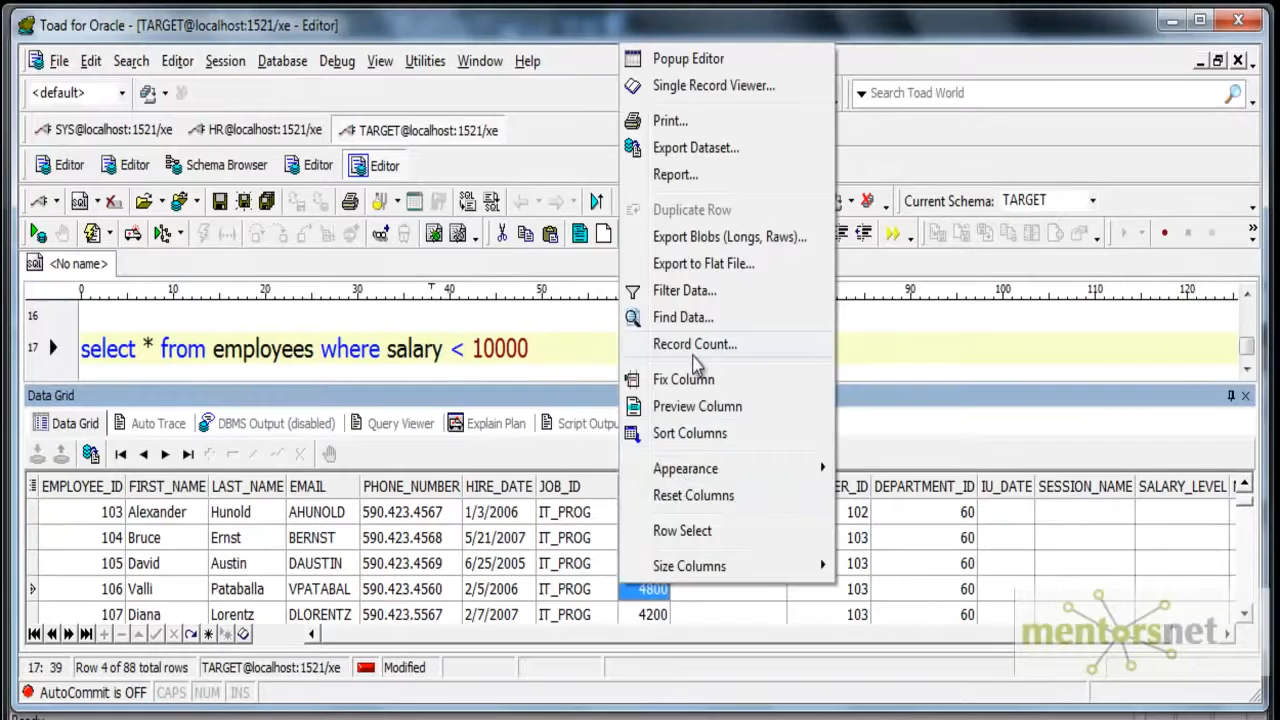 Toad for Oracle - [TARGET@localhost:1521/xe - Editor]
File Edit Search Editor Session Database Debug View Utilities Window Help
<default> Search Toad World
SYS@localhost:1521/xe HR@localhost:1521/xe TARGET@localhost:1521/xe
Editor Editor Schema Browser Editor Editor
SQL SQL SQL Current Schema: TARGET
<No name>
0 10 20 30 40 50 90 100 110 120
16
17 select * from employees where salary < 10000
Data Grid
Data Grid Auto Trace DBMS Output (disabled) Query Viewer Explain Plan Script Outpu
EMPLOYEE_ID FIRST_NAME LAST_NAME EMAIL PHONE_NUMBER HIRE_DATE JOB_ID ER_ID DEPARTMENT_ID IU_DATE SESSION_NAME SALARY_LEVEL
103 Alexander Hunold AHUNOLD 590.423.4567 1/3/2006 IT_PROG 102 60
104 Bruce Ernst BERNST 590.423.4568 5/21/2007 IT_PROG 103 60
105 David Austin DAUSTIN 590.423.4569 6/25/2005 IT_PROG 103 60
106 Valli Pataballa VPATABAL 590.423.4560 2/5/2006 IT_PROG 4800 103 60
107 Diana Lorentz DLORENTZ 590.423.5567 2/7/2007 IT_PROG 4200 103 60
Popup Editor
Single Record Viewer...
Print...
Export Dataset...
Report...
Duplicate Row
Export Blobs (Longs, Raws)...
Export to Flat File...
Filter Data...
Find Data...
Record Count...
Fix Column
Preview Column
Sort Columns
Appearance
Reset Columns
Row Select
Size Columns
mentorsnet
17: 39 Row 4 of 88 total rows TARGET@localhost:1521/xe Modified
AutoCommit is OFF CAPS NUM INS